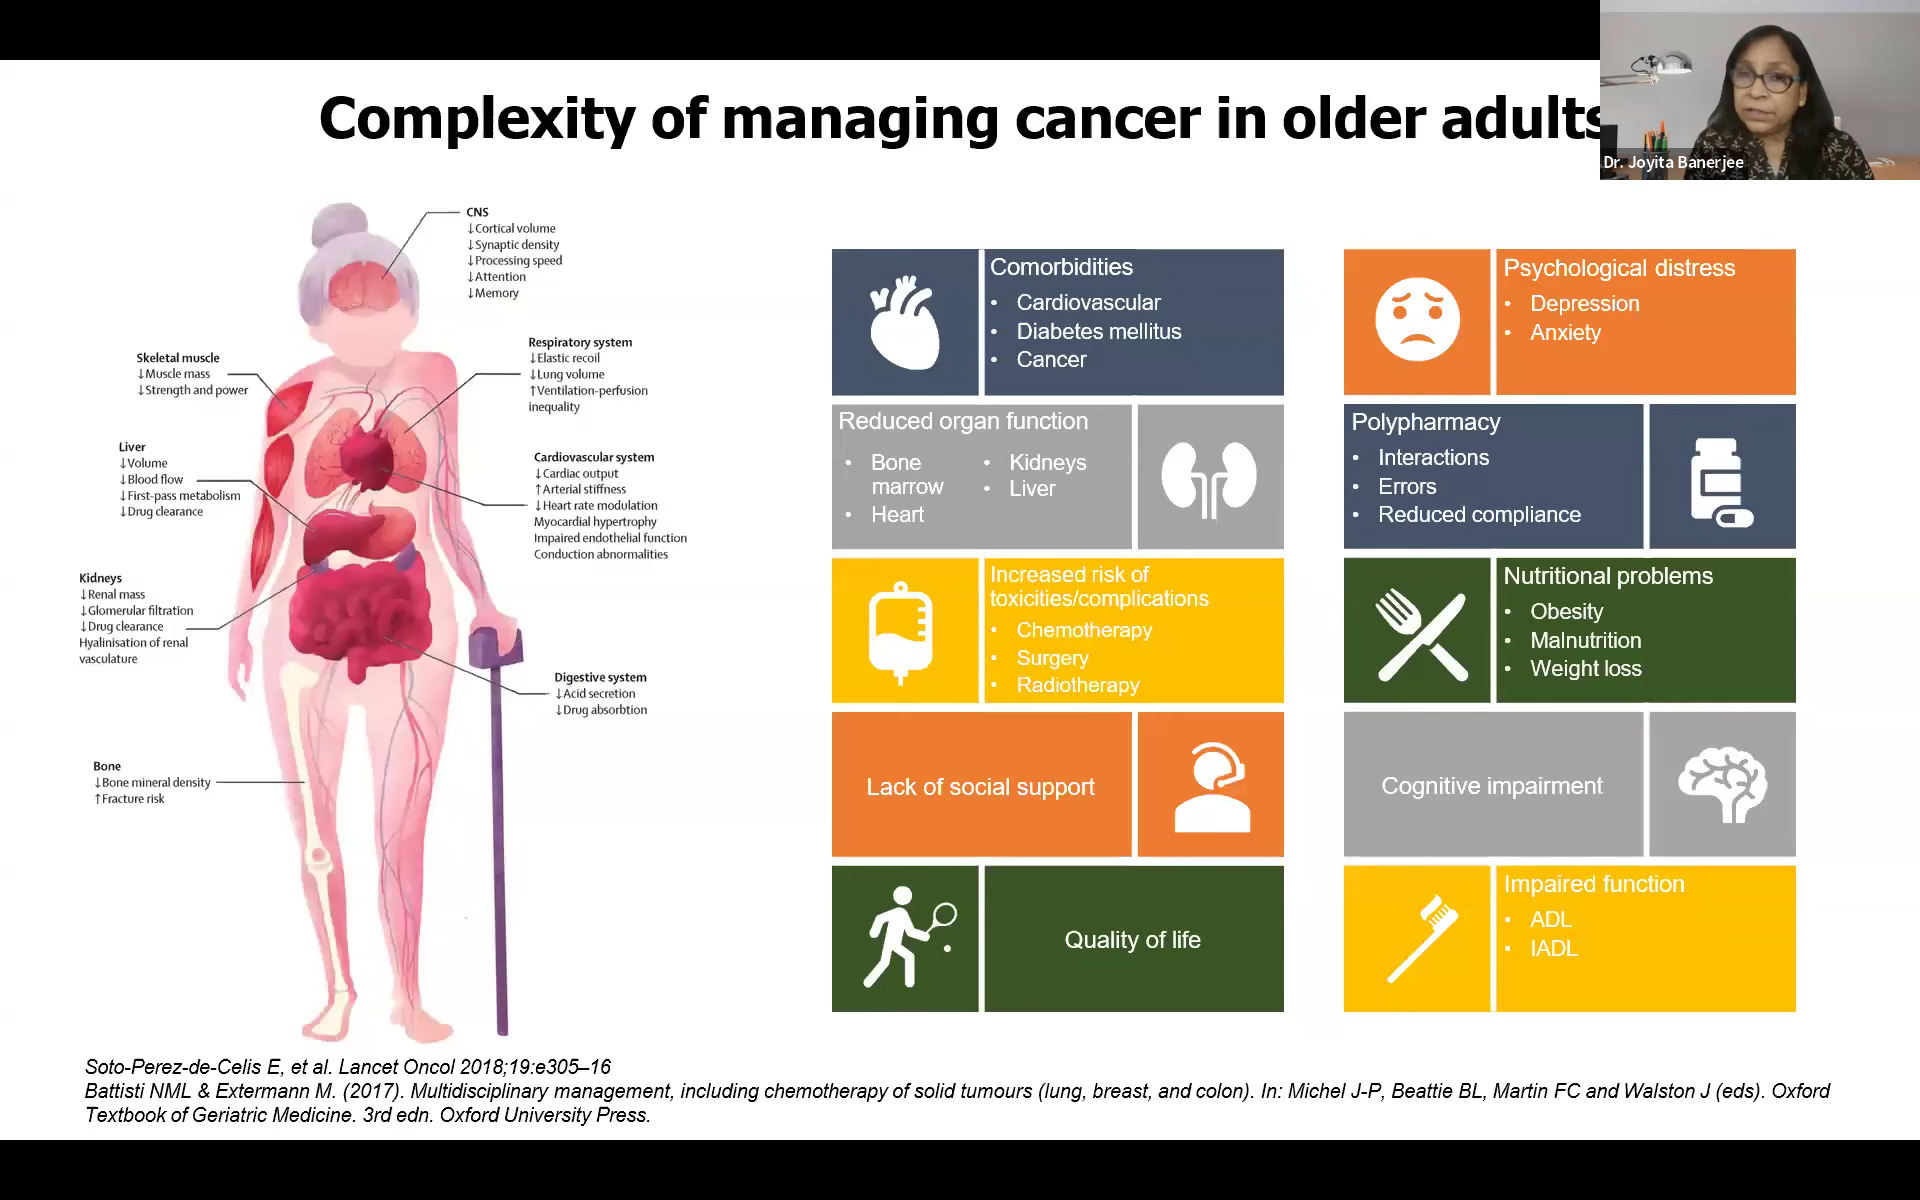 Complexity of managing cancer in older adults
Dr. Joyita Banerjee
CNS
↓Cortical volume
↓Synaptic density
↓Processing speed
↓Attention
↓Memory
Respiratory system
↓Elastic recoil
↓Lung volume
↑Ventilation-perfusion
inequality
Skeletal muscle
↓Muscle mass
↓Strength and power
Liver
↓Volume
↓Blood flow
↓First-pass metabolism
↓Drug clearance
Cardiovascular system
↓Cardiac output
↑Arterial stiffness
↓Heart rate modulation
Myocardial hypertrophy
Impaired endothelial function
Conduction abnormalities
Kidneys
↓Renal mass
↓Glomerular filtration
↓Drug clearance
Hyalinisation of renal
vasculature
Digestive system
↓Acid secretion
↓Drug absorbtion
Bone
↓Bone mineral density
↑Fracture risk
Comorbidities
• Cardiovascular
• Diabetes mellitus
• Cancer
Reduced organ function
• Bone
marrow
• Heart
• Kidneys
• Liver
Increased risk of
toxicities/complications
• Chemotherapy
• Surgery
• Radiotherapy
Lack of social support
Quality of life
Psychological distress
• Depression
• Anxiety
Polypharmacy
• Interactions
• Errors
• Reduced compliance
Nutritional problems
• Obesity
• Malnutrition
• Weight loss
Cognitive impairment
Impaired function
• ADL
• IADL
Soto-Perez-de-Celis E, et al. Lancet Oncol 2018;19:e305–16
Battisti NML & Extermann M. (2017). Multidisciplinary management, including chemotherapy of solid tumours (lung, breast, and colon). In: Michel J-P, Beattie BL, Martin FC and Walston J (eds). Oxford
Textbook of Geriatric Medicine. 3rd edn. Oxford University Press.